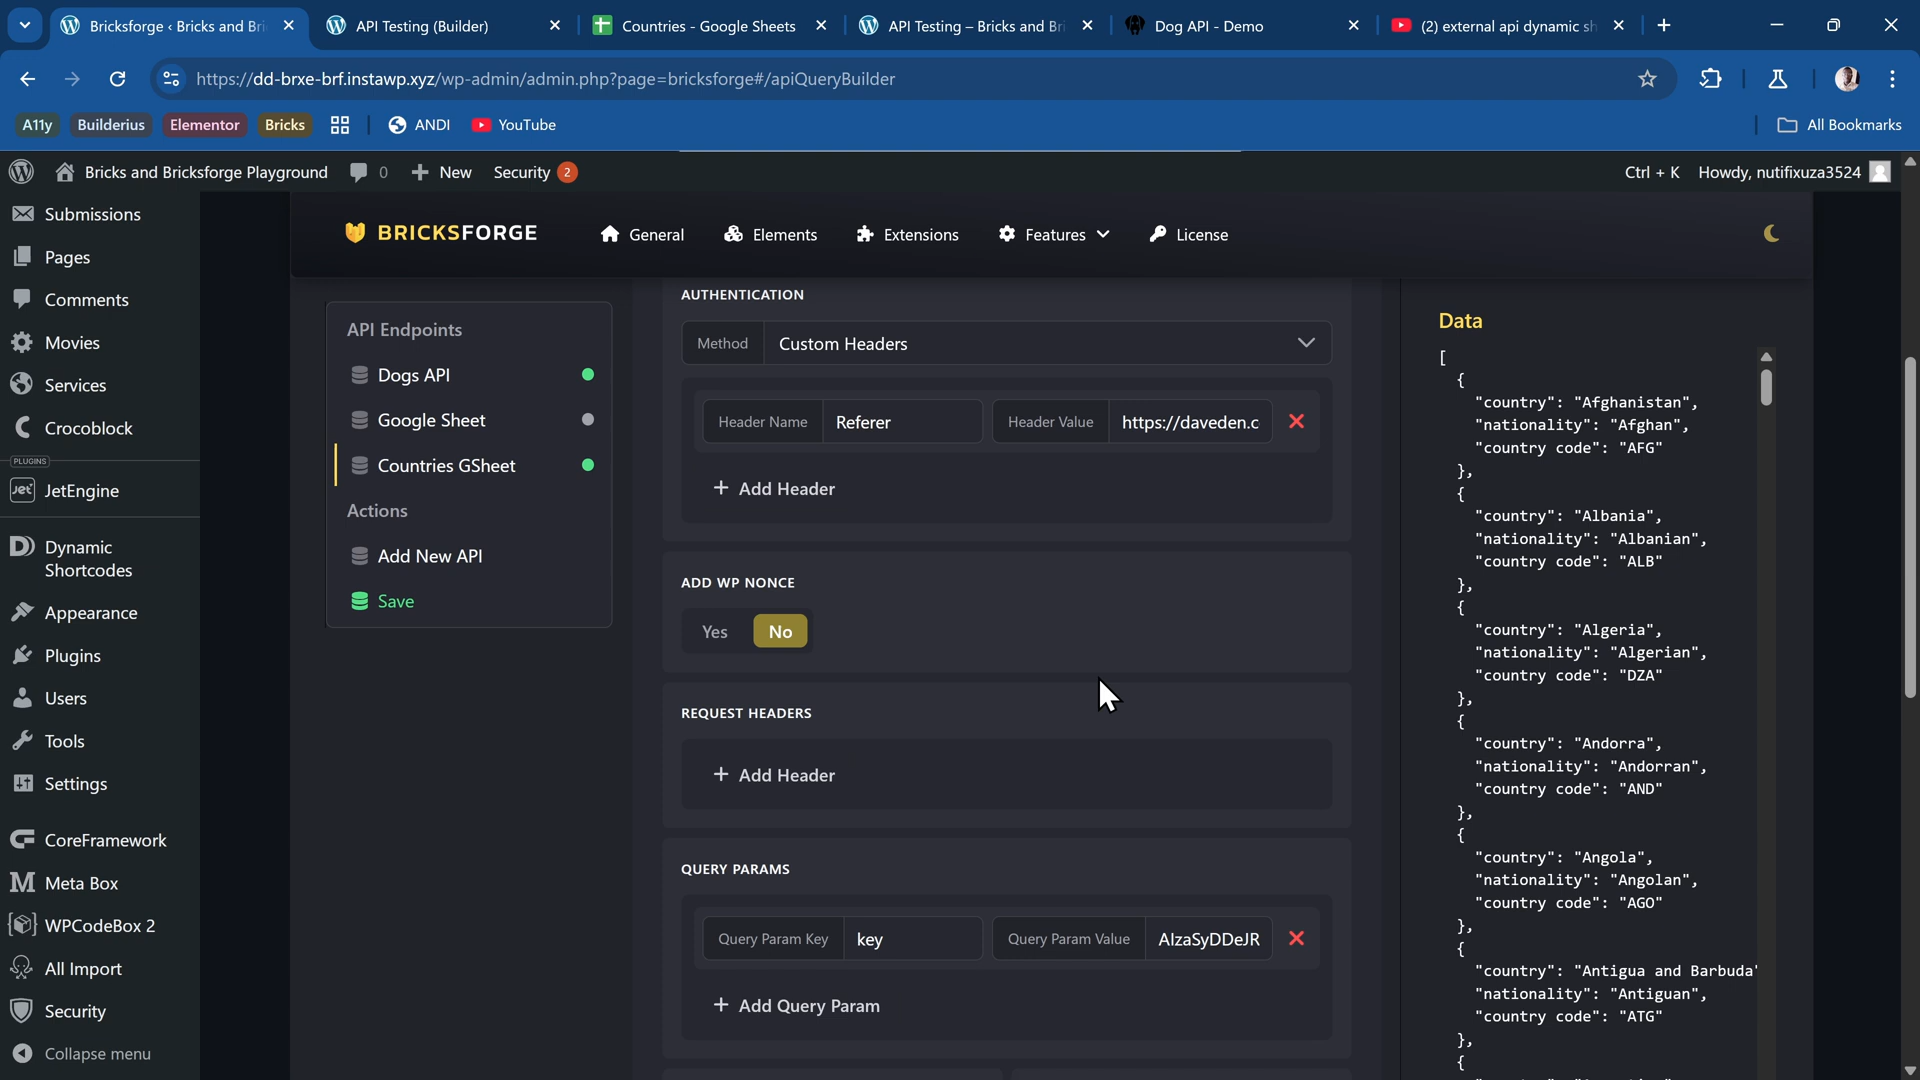 Bricksforge ‹ Bricks and Bri
API Testing (Builder)
Countries - Google Sheets
API Testing – Bricks and Bri
Dog API - Demo
(2) external api dynamic sh
https://dd-brxe-brf.instawp.xyz/wp-admin/admin.php?page=bricksforge#/apiQueryBuilder
A11y
Builderius
Elementor
Bricks
ANDI
YouTube
All Bookmarks
Bricks and Bricksforge Playground
0
New
Security 2
Ctrl + K
Howdy, nutifixuza3524
Submissions
Pages
Comments
Movies
Services
Crocoblock
PLUGINS
Jet JetEngine
Dynamic
Shortcodes
Appearance
Plugins
Users
Tools
Settings
CoreFramework
Meta Box
WPCodeBox 2
All Import
Security
Collapse menu
BRICKSFORGE
General
Elements
Extensions
Features
License
API Endpoints
Dogs API
Google Sheet
Countries GSheet
Actions
Add New API
Save
AUTHENTICATION
Method Custom Headers
Header Name Referer Header Value https://daveden.c
+ Add Header
ADD WP NONCE
Yes No
REQUEST HEADERS
+ Add Header
QUERY PARAMS
Query Param Key key Query Param Value AIzaSyDDeJR
+ Add Query Param
Data
[
{
"country": "Afghanistan",
"nationality": "Afghan",
"country code": "AFG"
},
{
"country": "Albania",
"nationality": "Albanian",
"country code": "ALB"
},
{
"country": "Algeria",
"nationality": "Algerian",
"country code": "DZA"
},
{
"country": "Andorra",
"nationality": "Andorran",
"country code": "AND"
},
{
"country": "Angola",
"nationality": "Angolan",
"country code": "AGO"
},
{
"country": "Antigua and Barbuda"
"nationality": "Antiguan",
"country code": "ATG"
},
{